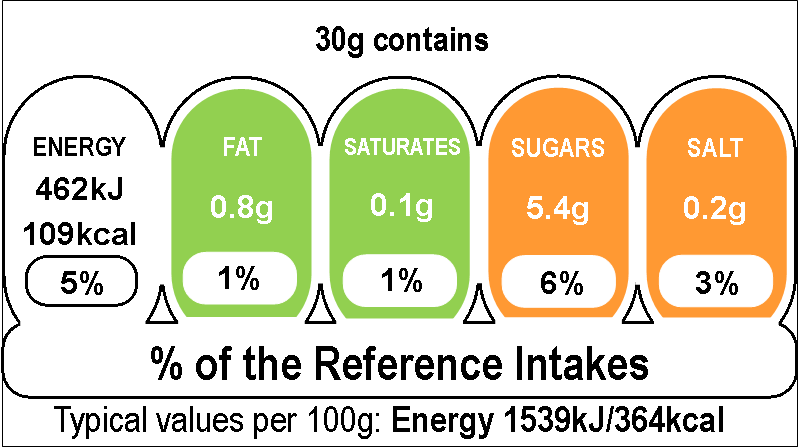 30g contains
ENERGY FAT SATURATES SUGARS SALT
462kJ 0.8g 0.1g 5.4g 0.2g
109kcal
5% 1% 1% 6% 3%
% of the Reference Intakes
Typical values per 100g: Energy 1539kJ/364kcal